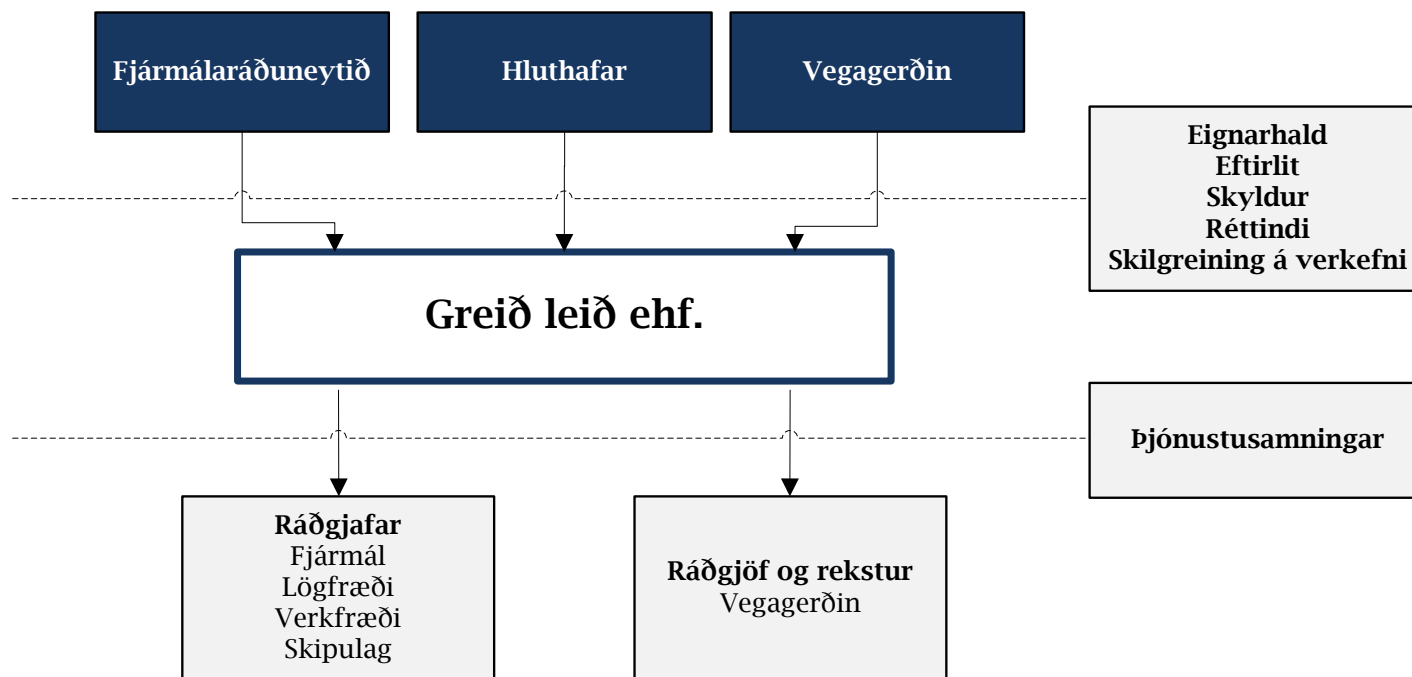 Fjármálaráðuneytið
Hluthafar
Vegagerðin
Eignarhald
Eftirlit
Skyldur
Réttindi
Skilgreining á verkefni
Greið leið ehf.
Þjónustusamningar
Ráðgjafar
Fjármál
Lögfræði
Verkfræði
Skipulag
Ráðgjöf og rekstur
Vegagerðin